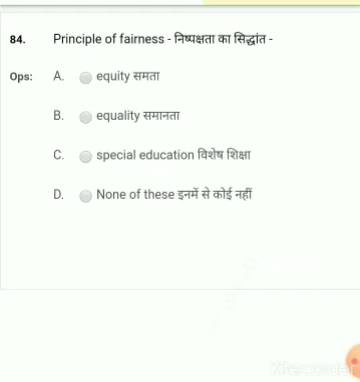 84. Principle of fairness - निष्पक्षता का सिद्धांत -
Ops: A. equity समता
B. equality समानता
C. special education विशेष शिक्षा
D. None of these इनमें से कोई नहीं